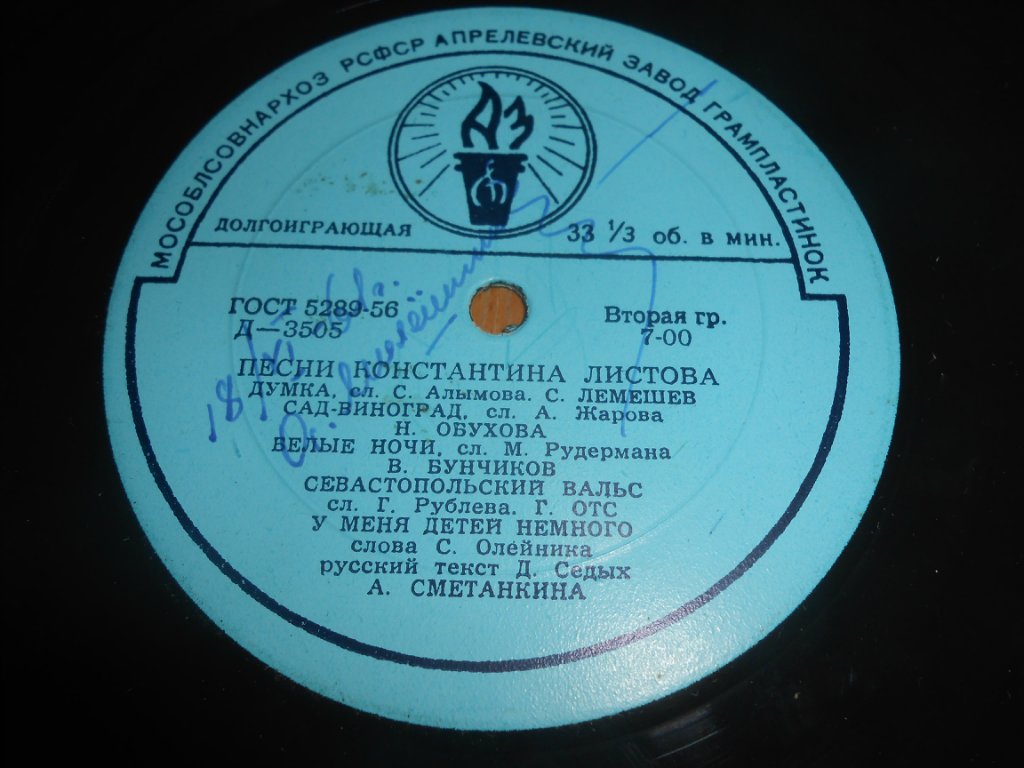 МОСОБЛСОВНАРХОЗ РСФСР АПРЕЛЕВСКИЙ ЗАВОД ГРАМПЛАСТИНОК
АЗ
ДОЛГОИГРАЮЩАЯ 33 1/3 об. в мин.
ГОСТ 5289-56 Вторая гр.
Д—3505 7-00
ПЕСНИ КОНСТАНТИНА ЛИСТОВА
ДУМКА, сл. С. Алымова. С. ЛЕМЕШЕВ
САД-ВИНОГРАД, сл. А. Жарова
Н. ОБУХОВА
БЕЛЫЕ НОЧИ, сл. М. Рудермана
В. БУНЧИКОВ
СЕВАСТОПОЛЬСКИЙ ВАЛЬС
сл. Г. Рублева. Г. ОТС
У МЕНЯ ДЕТЕЙ НЕМНОГО
слова С. Олейника
русский текст Д. Седых
А. СМЕТАНКИНА